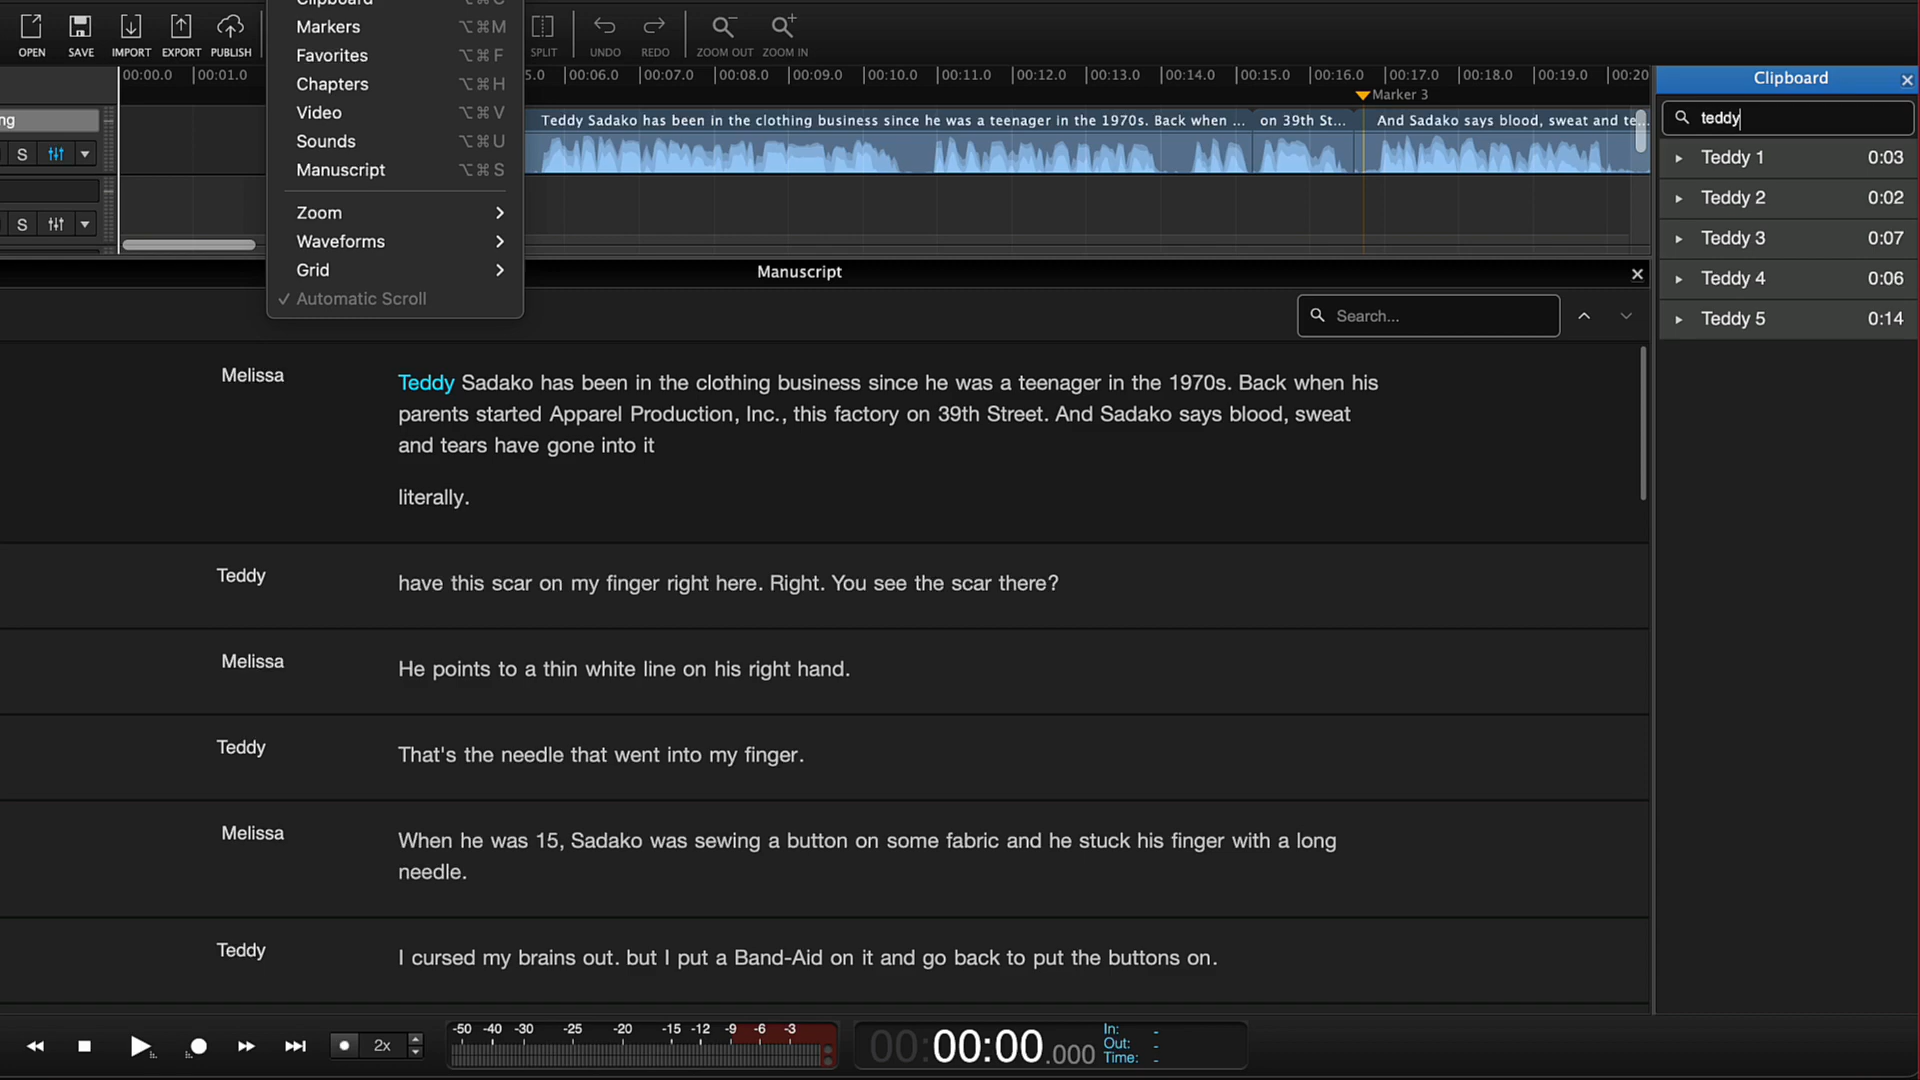 Clipboard ⌥⌘C
Markers ⌥⌘M
Favorites ⌥⌘F
Chapters ⌥⌘H
Video ⌥⌘V
Sounds ⌥⌘U
Manuscript ⌥⌘S
Zoom
Waveforms
Grid
✓ Automatic Scroll
OPEN SAVE IMPORT EXPORT PUBLISH SPLIT UNDO REDO ZOOM OUT ZOOM IN
00:00.0 00:01.0 5.0 00:06.0 00:07.0 00:08.0 00:09.0 00:10.0 00:11.0 00:12.0 00:13.0 00:14.0 00:15.0 00:16.0 00:17.0 00:18.0 00:19.0 00:20
Marker 3
ng
Teddy Sadako has been in the clothing business since he was a teenager in the 1970s. Back when ... on 39th St... And Sadako says blood, sweat and te...
S
S
Clipboard
teddy
Teddy 1 0:03
Teddy 2 0:02
Teddy 3 0:07
Teddy 4 0:06
Teddy 5 0:14
Manuscript
Search...
Melissa
Teddy Sadako has been in the clothing business since he was a teenager in the 1970s. Back when his
parents started Apparel Production, Inc., this factory on 39th Street. And Sadako says blood, sweat
and tears have gone into it
literally.
Teddy
have this scar on my finger right here. Right. You see the scar there?
Melissa
He points to a thin white line on his right hand.
Teddy
That's the needle that went into my finger.
Melissa
When he was 15, Sadako was sewing a button on some fabric and he stuck his finger with a long
needle.
Teddy
I cursed my brains out. but I put a Band-Aid on it and go back to put the buttons on.
2x
-50 -40 -30 -25 -20 -15 -12 -9 -6 -3
00:00:00.000
In: -
Out: -
Time: -